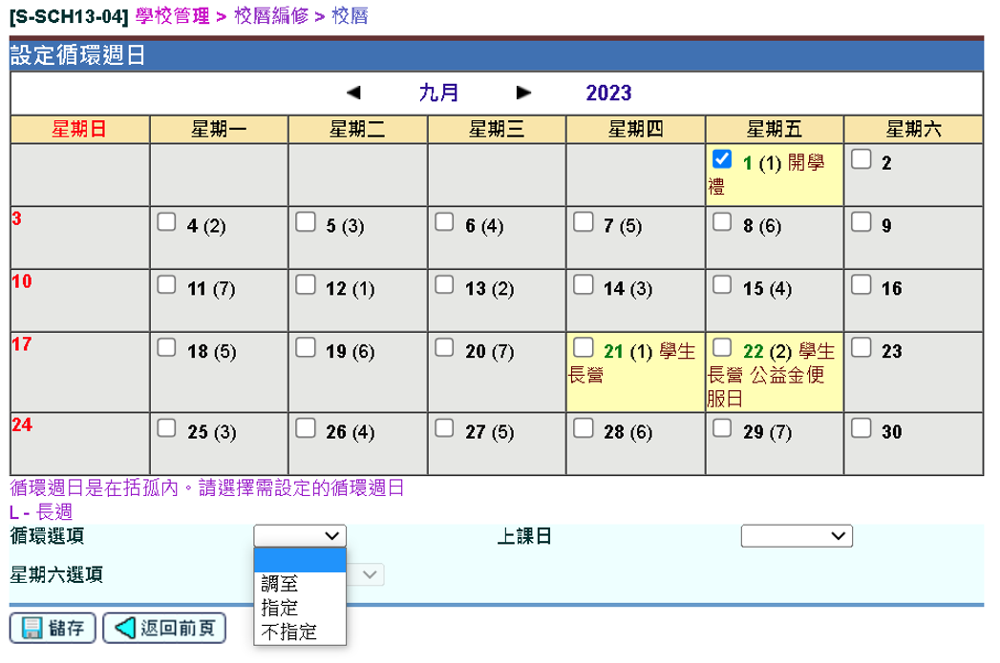 [S-SCH13-04] 學校管理 > 校曆編修 > 校曆
設定循環週日
◄ 九月 ► 2023
星期日 星期一 星期二 星期三 星期四 星期五 星期六
1 (1) 開學禮 2
3 4 (2) 5 (3) 6 (4) 7 (5) 8 (6) 9
10 11 (7) 12 (1) 13 (2) 14 (3) 15 (4) 16
17 18 (5) 19 (6) 20 (7) 21 (1) 學生長營 22 (2) 學生長營 公益金便服日 23
24 25 (3) 26 (4) 27 (5) 28 (6) 29 (7) 30
循環週日是在括孤內。請選擇需設定的循環週日
L - 長週
循環選項 上課日
星期六選項
調至
指定
不指定
儲存 返回前頁